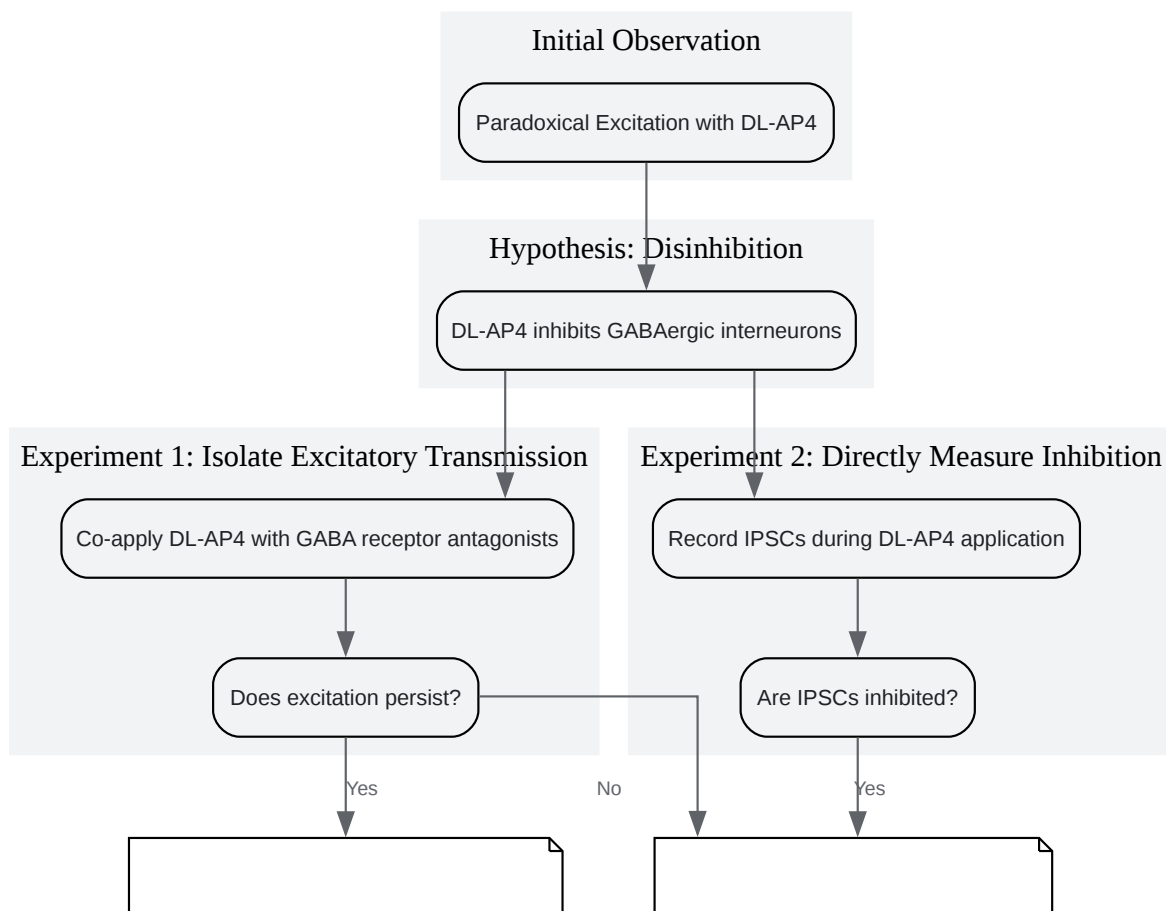 Initial Observation
Paradoxical Excitation with DL-AP4
Hypothesis: Disinhibition
DL-AP4 inhibits GABAergic interneurons
Experiment 1: Isolate Excitatory Transmission
Co-apply DL-AP4 with GABA receptor antagonists
Does excitation persist?
Experiment 2: Directly Measure Inhibition
Record IPSCs during DL-AP4 application
Are IPSCs inhibited?
Yes
No
Yes